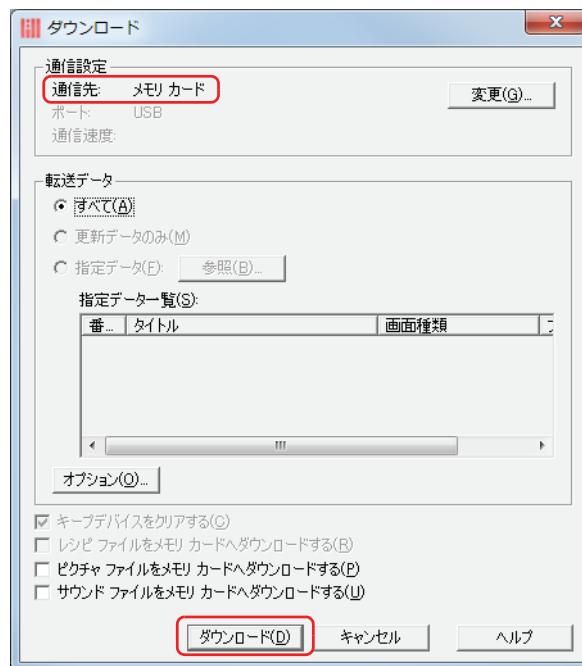 ダウンロード
通信設定
通信先: メモリ カード
変更(G)...
ポート: USB
通信速度:
転送データ
すべて(A)
更新データのみ(M)
指定データ(F): 参照(B)...
指定データ一覧(S):
番... タイトル 画面種類
オプション(O)...
キープデバイスをクリアする(C)
レシピ ファイルをメモリ カードへダウンロードする(R)
ピクチャ ファイルをメモリ カードへダウンロードする(P)
サウンド ファイルをメモリ カードへダウンロードする(U)
ダウンロード(D) キャンセル ヘルプ